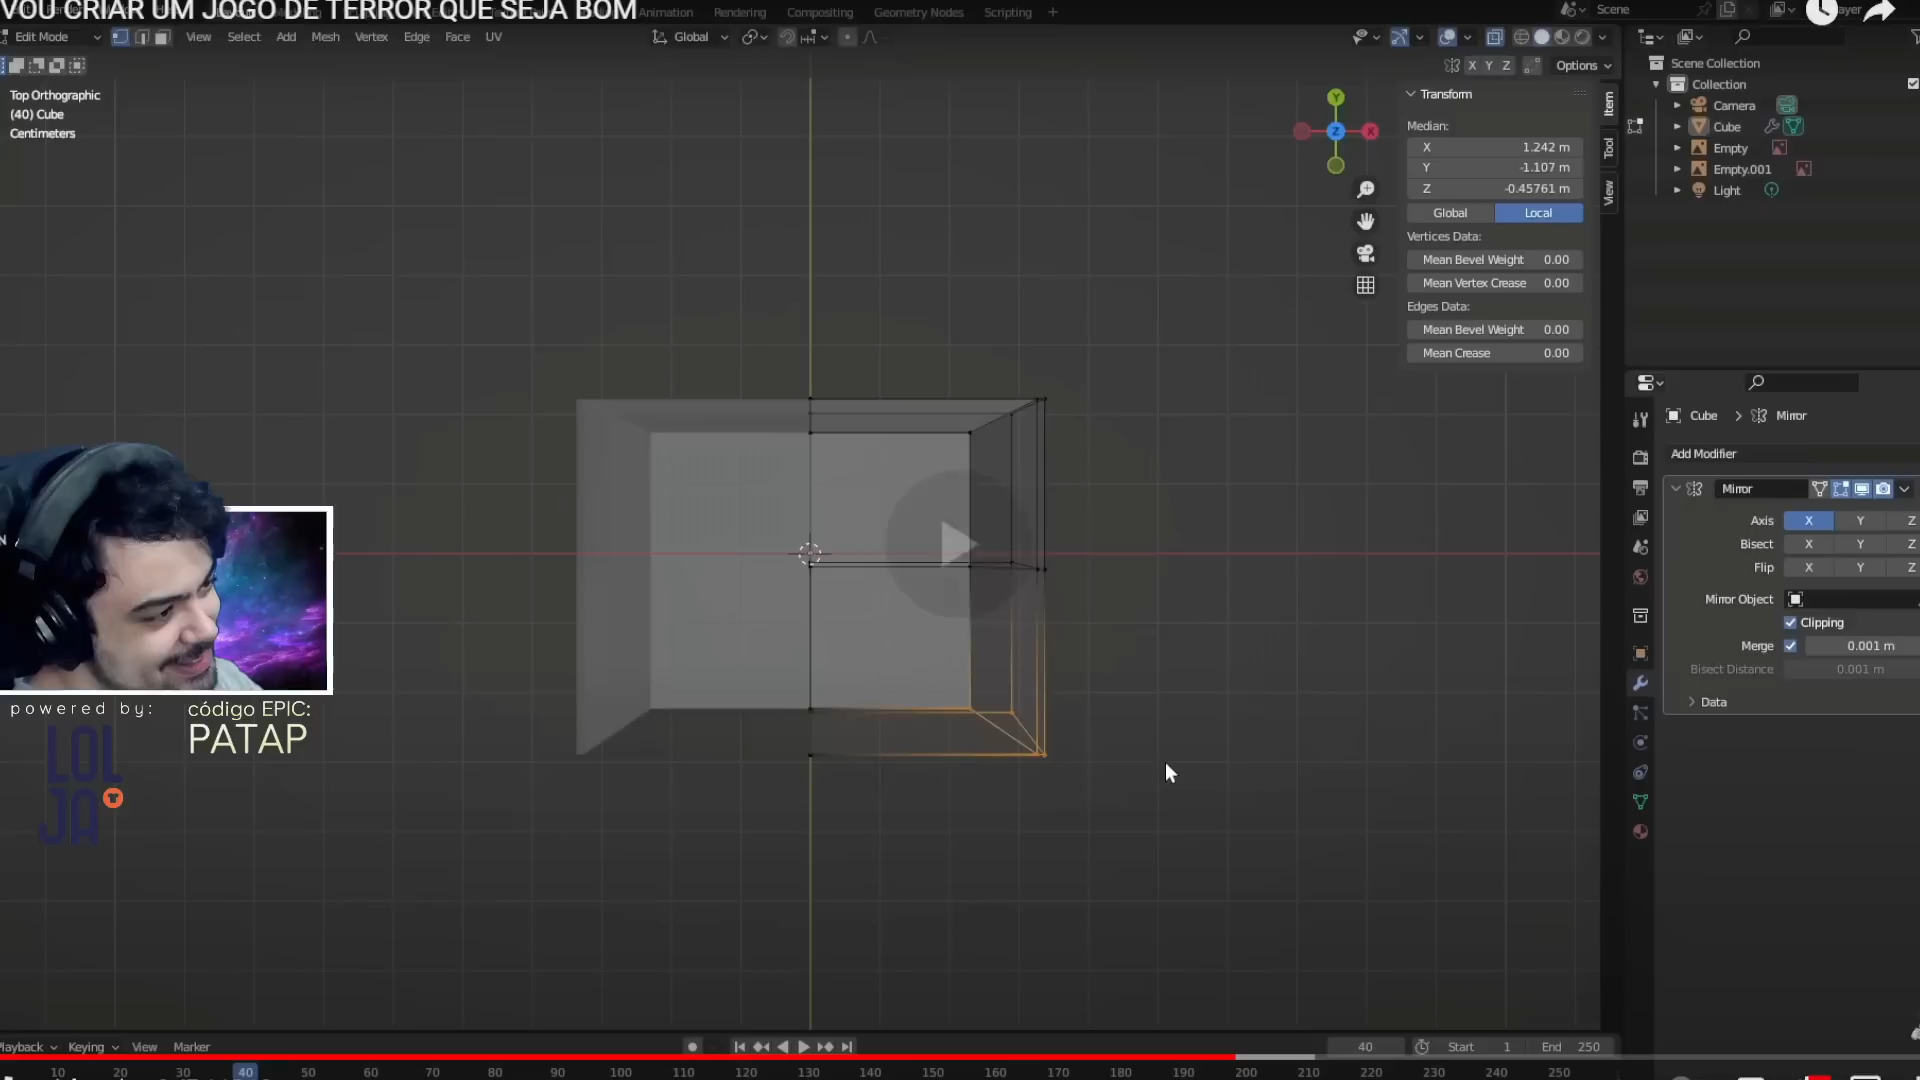 VOU CRIAR UM JOGO DE TERROR QUE SEJA BOM
Animation Rendering Compositing Geometry Nodes Scripting + Scene
Edit Mode View Select Add Mesh Vertex Edge Face UV Global
X Y Z Options
Top Orthographic
(40) Cube
Centimeters
Y
Z X
Transform
Median:
X 1.242 m
Y -1.107 m
Z -0.45761 m
Global Local
Vertices Data:
Mean Bevel Weight 0.00
Mean Vertex Crease 0.00
Edges Data:
Mean Bevel Weight 0.00
Mean Crease 0.00
Item
Tool
View
Scene Collection
Collection
Camera
Cube
Empty
Empty.001
Light
Cube > Mirror
Add Modifier
Mirror
Axis X Y Z
Bisect X Y Z
Flip X Y Z
Mirror Object
Clipping
Merge 0.001 m
Bisect Distance 0.001 m
Data
powered by:
LOL
JA
código EPIC:
PATAP
Playback Keying View Marker 40 Start 1 End 250
10 20 30 40 50 60 70 80 90 100 110 120 130 140 150 160 170 180 190 200 210 220 230 240 250